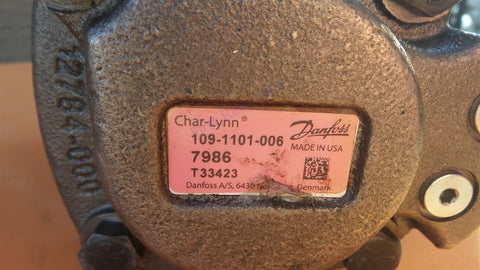 12784-000
Char-Lynn®
109-1101-006
Danfoss
7986
MADE IN USA
T33423
Danfoss A/S, 6430 Denmark